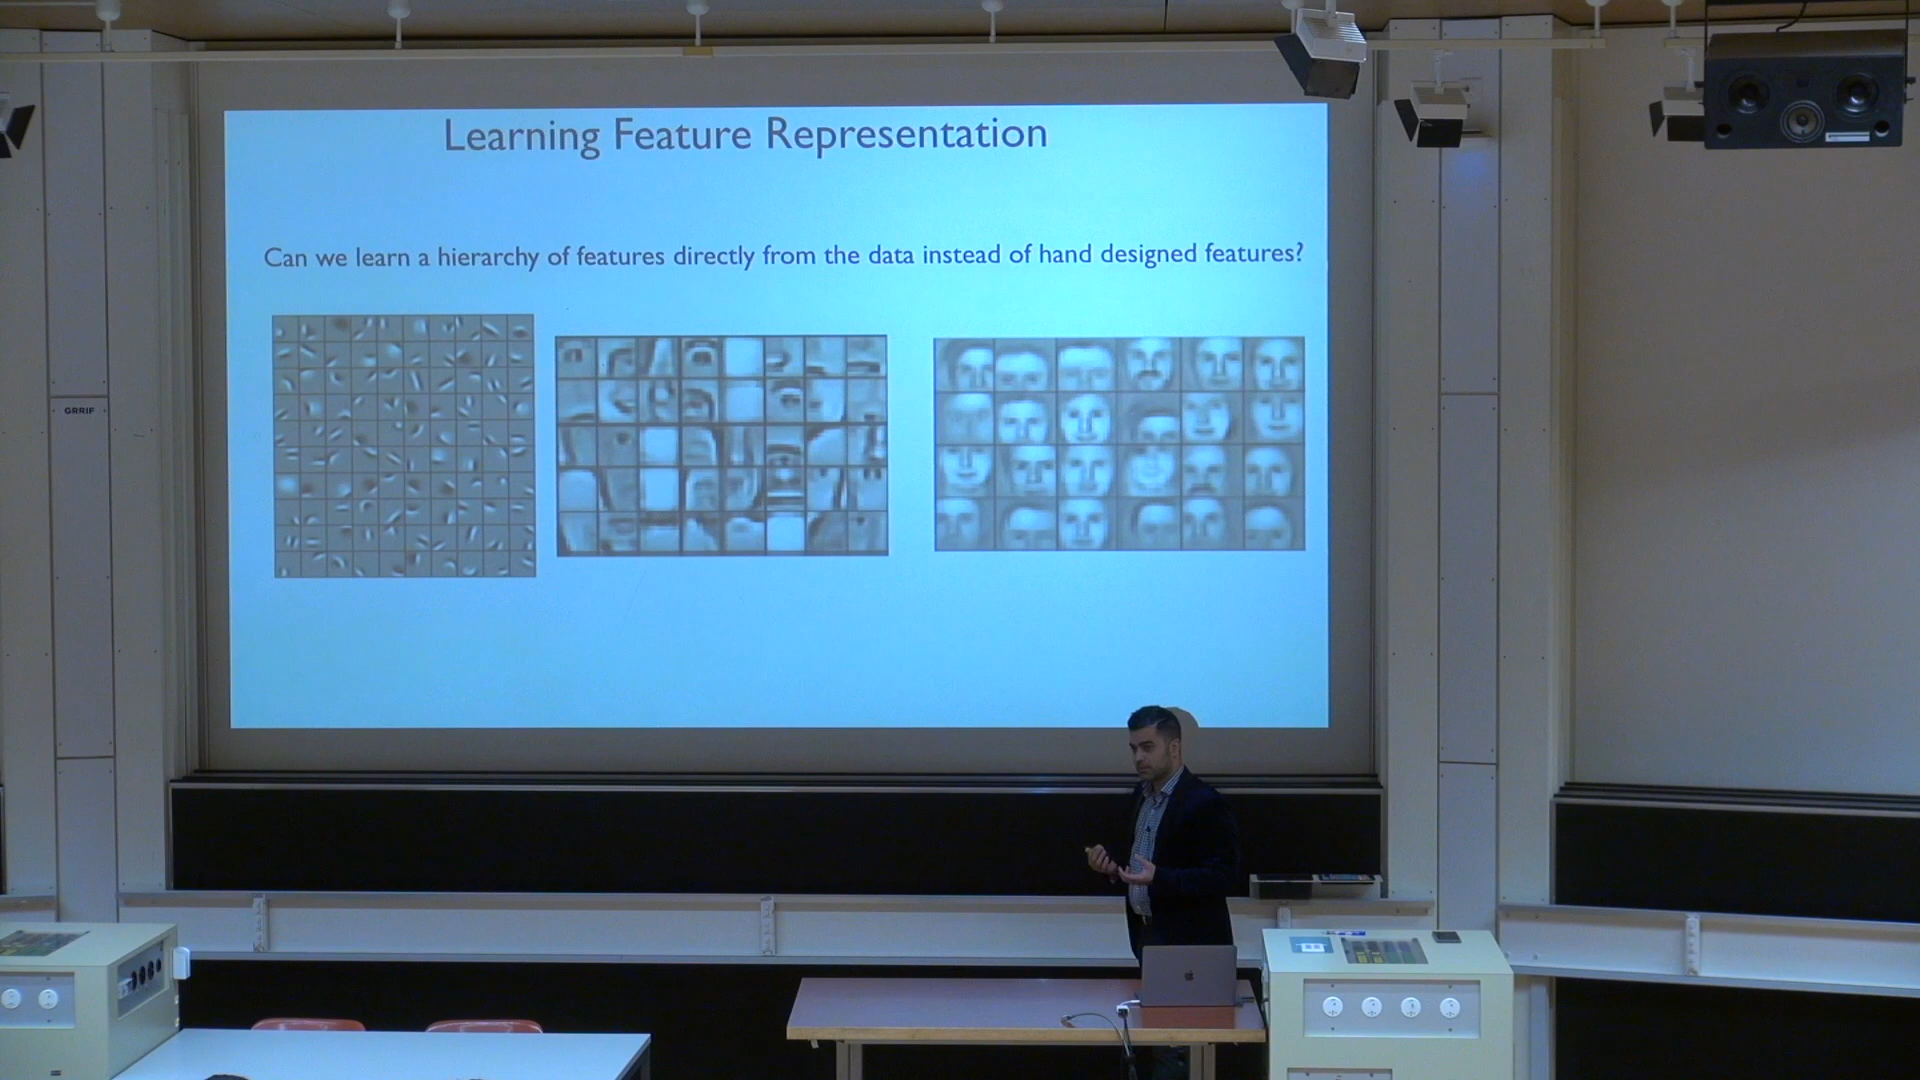 Learning Feature Representation
Can we learn a hierarchy of features directly from the data instead of hand designed features?
GRRIF